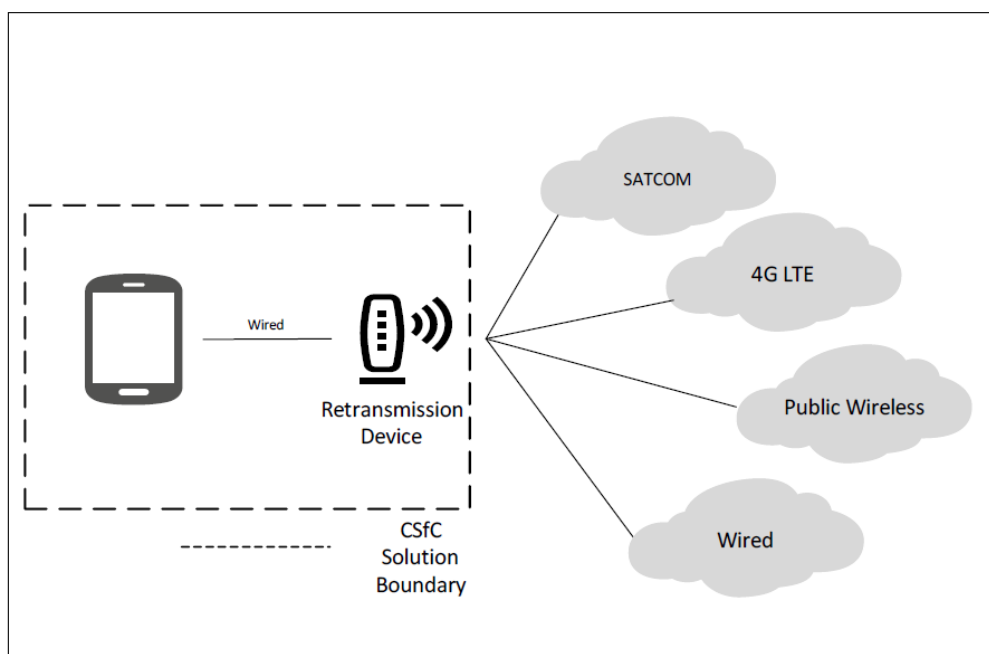 SATCOM
4G LTE
Wired
Public Wireless
Retransmission
Device
Wired
CSfC
Solution
Boundary